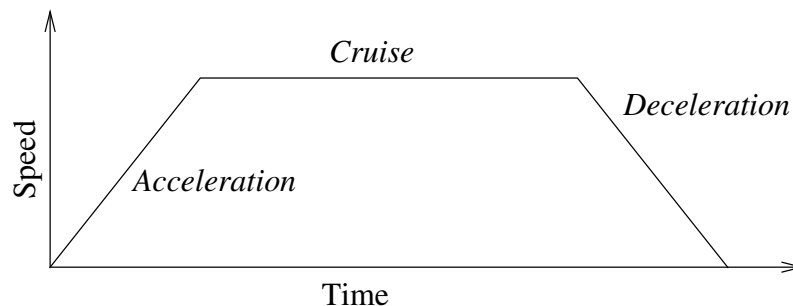 Cruise
Deceleration
Speed
Acceleration
Time